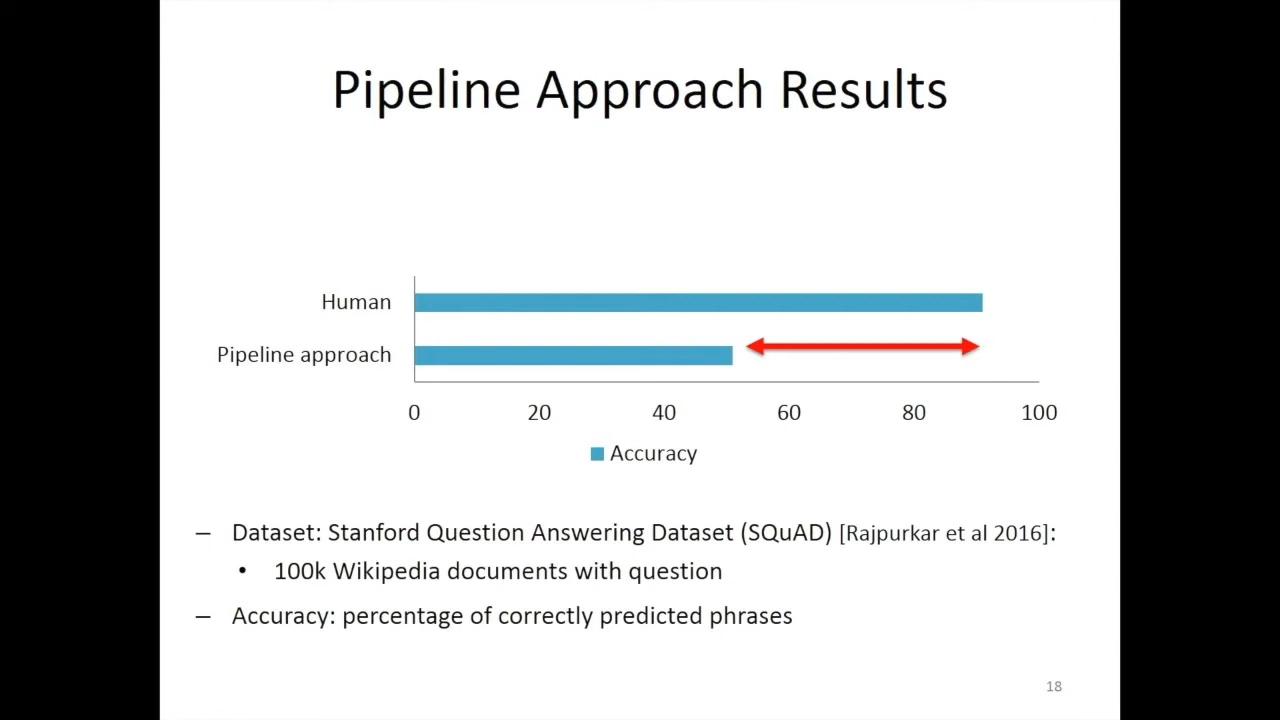 Pipeline Approach Results
Human
Pipeline approach
0 20 40 60 80 100
Accuracy
– Dataset: Stanford Question Answering Dataset (SQuAD) [Rajpurkar et al 2016]:
• 100k Wikipedia documents with question
– Accuracy: percentage of correctly predicted phrases
18